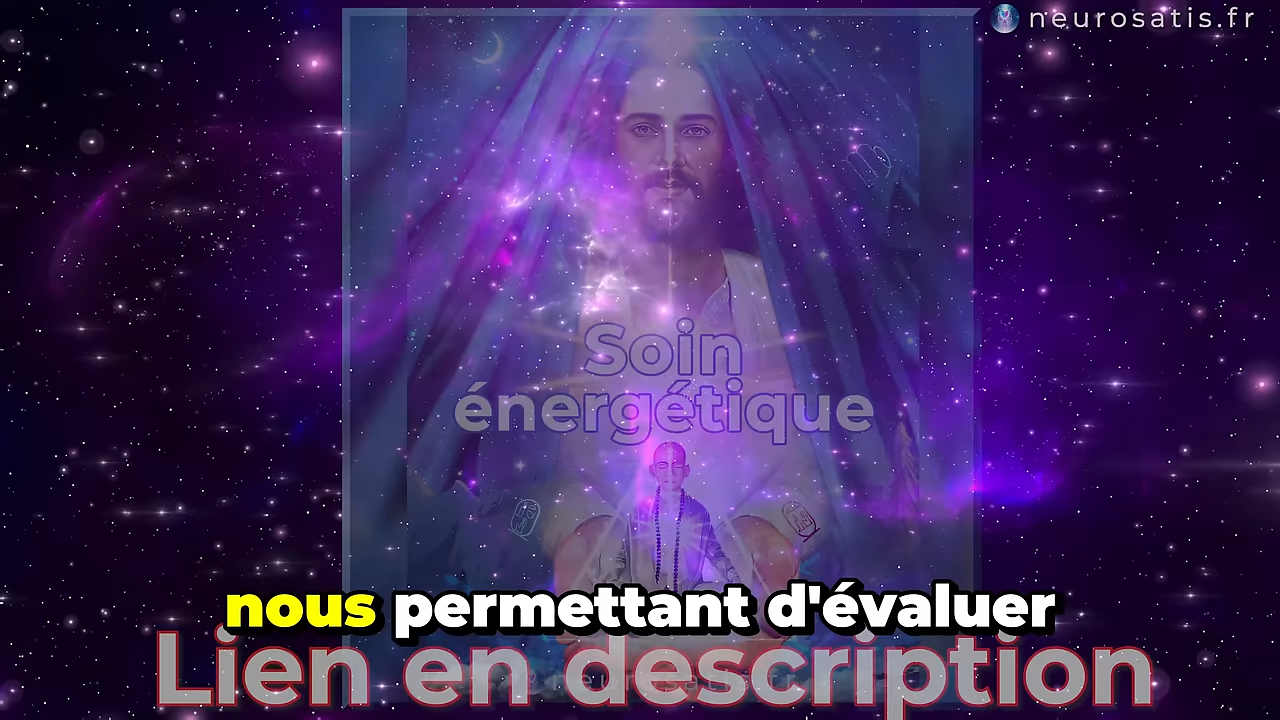 neurosatis.fr
Soin
énergétique
nous permettant d'évaluer
Lien en description